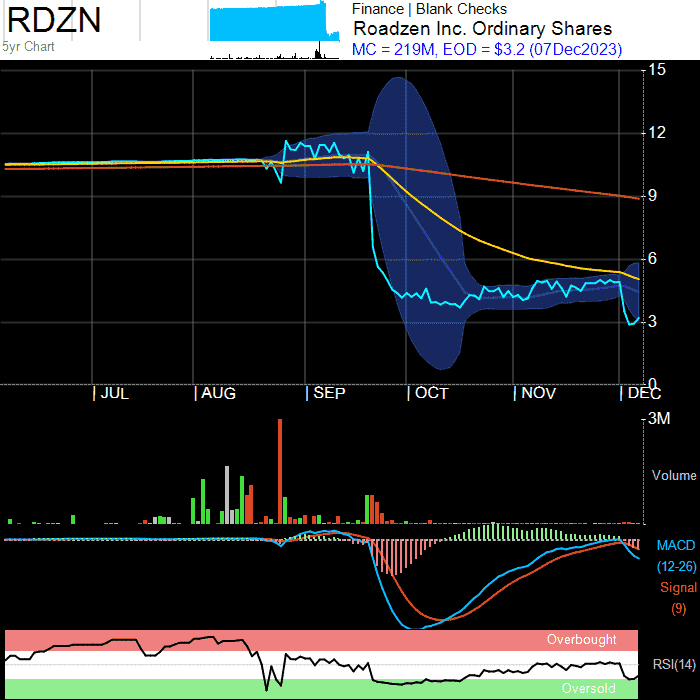 RDZN
5yr Chart
Finance | Blank Checks
Roadzen Inc. Ordinary Shares
MC = 219M, EOD = $3.2 (07Dec2023)
15
12
9
6
3
0
| JUL | AUG | SEP | OCT | NOV | DEC
3M
Volume
MACD
(12-26)
Signal
(9)
Overbought
RSI(14)
Oversold